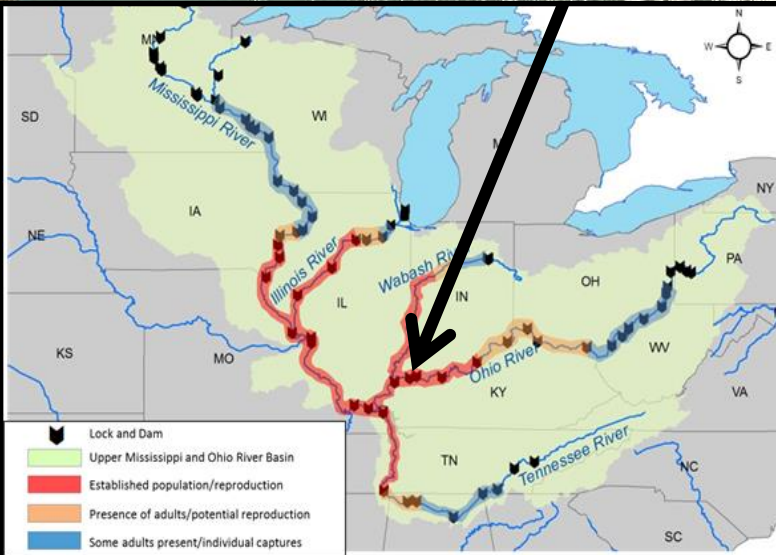 N
W
E
S
MN
SD
WI
Mississippi River
NY
IA
NE
PA
Illinois River
Wabash
OH
IL
IN
KS
MO
WV
Ohio River
KY
VA
TN
Tennessee River
NC
SC
Lock and Dam
Upper Mississippi and Ohio River Basin
Established population/reproduction
Presence of adults/potential reproduction
Some adults present/individual captures